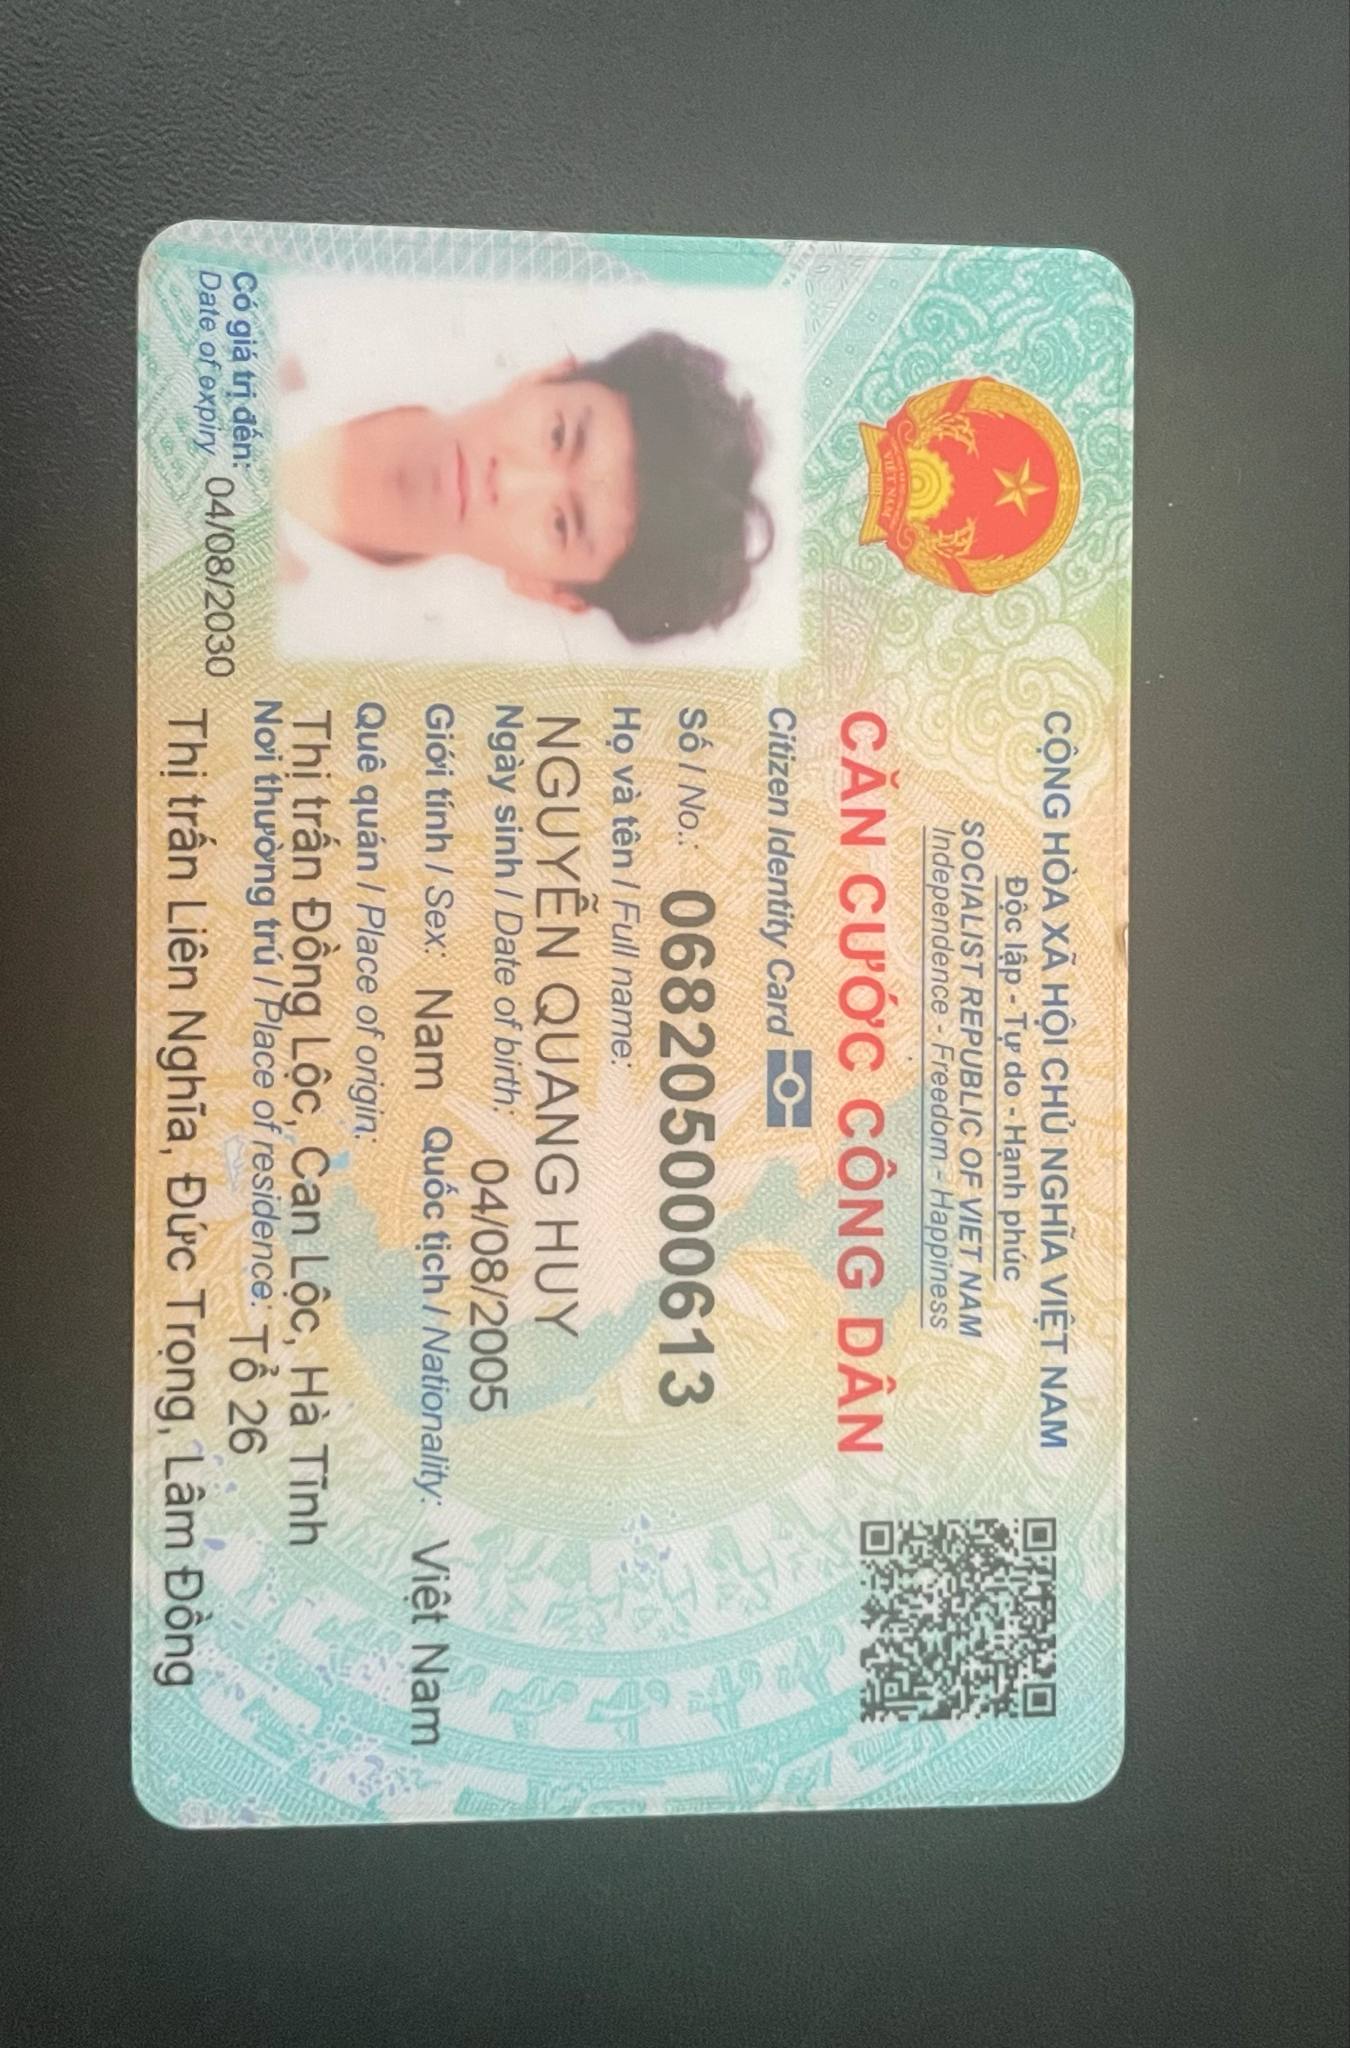 CỘNG HÒA XÃ HỘI CHỦ NGHĨA VIỆT NAM
Độc lập - Tự do - Hạnh phúc
SOCIALIST REPUBLIC OF VIET NAM
Independence - Freedom - Happiness
CĂN CƯỚC CÔNG DÂN
Citizen Identity Card
Số / No.: 068205000613
Họ và tên / Full name:
NGUYỄN QUANG HUY
Ngày sinh / Date of birth: 04/08/2005
Giới tính / Sex: Nam Quốc tịch / Nationality: Việt Nam
Quê quán / Place of origin:
Thị trấn Đồng Lộc, Can Lộc, Hà Tĩnh
Nơi thường trú / Place of residence: Tổ 26
Thị trấn Liên Nghĩa, Đức Trọng, Lâm Đồng
Có giá trị đến: 04/08/2030
Date of expiry